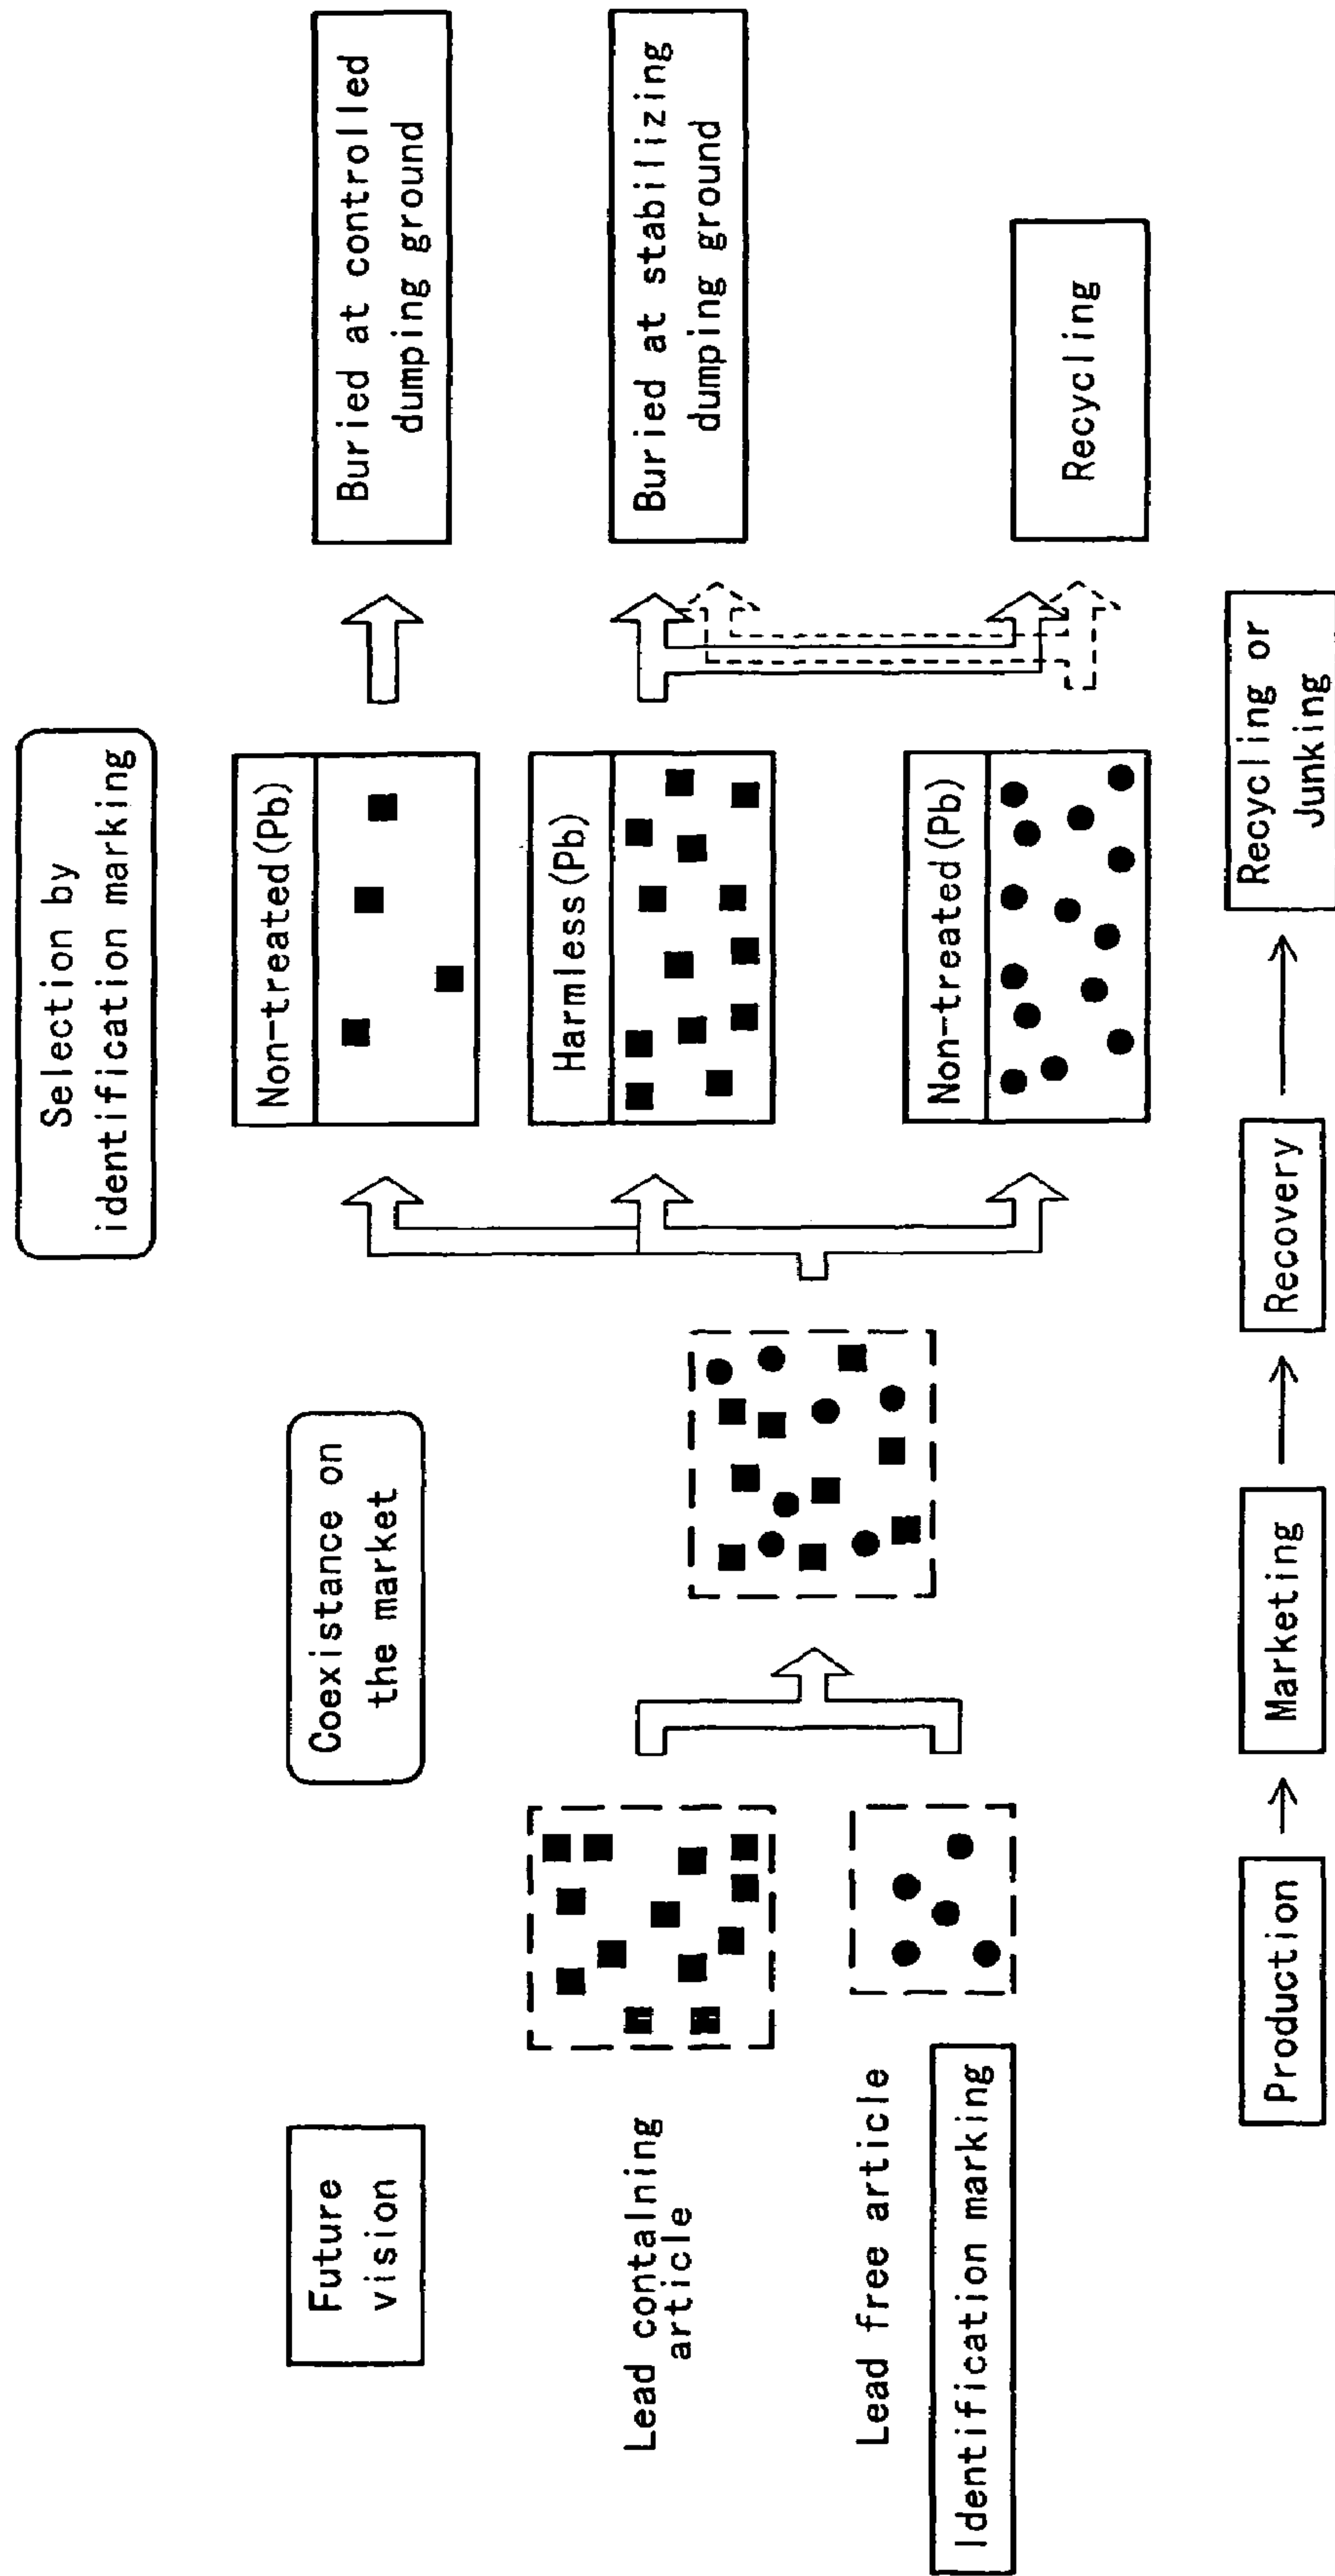 Future
vision
Coexistance on
the market
Selection by
identification marking
Lead contalning
article
Lead free article
Identification marking
Non-treated(Pb)
Harmless(Pb)
Non-treated(Pb)
Buried at controlled
dumping ground
Buried at stabilizing
dumping ground
Recycling
Production
Marketing
Recovery
Recycling or
Junking